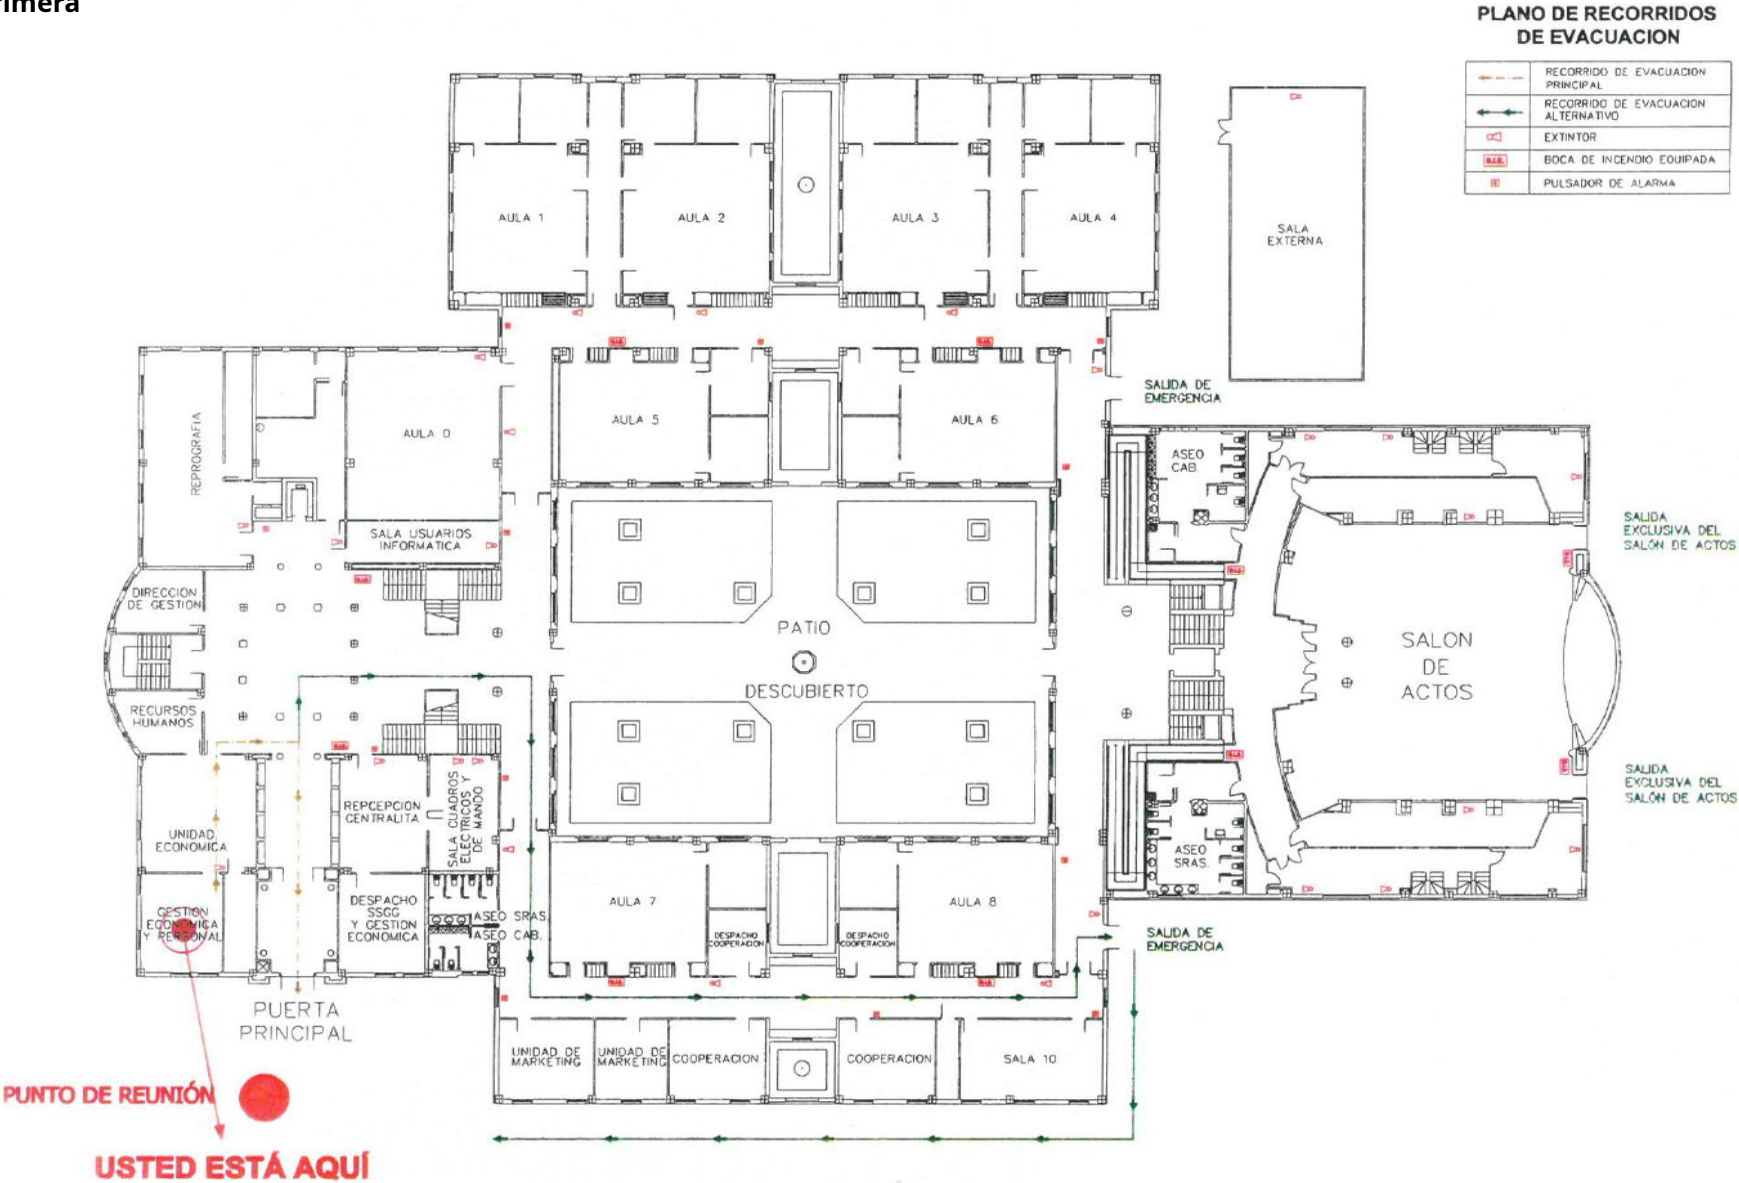 rimera
PLANO DE RECORRIDOS
DE EVACUACION
RECORRIDO DE EVACUACION
PRINCIPAL
RECORRIDO DE EVACUACION
ALTERNATIVO
EXTINTOR
B.I.E.
BOCA DE INCENDIO EQUIPADA
PULSADOR DE ALARMA
AULA 1
AULA 2
AULA 3
AULA 4
SALA
EXTERNA
REPROGRAFIA
AULA 0
AULA 5
AULA 6
SALIDA DE
EMERGENCIA
ASEO
CAB.
SALA USUARIOS
INFORMATICA
SALIDA
EXCLUSIVA DEL
SALÓN DE ACTOS
DIRECCION
DE GESTION
PATIO
DESCUBIERTO
SALON
DE
ACTOS
RECURSOS
HUMANOS
UNIDAD
ECONOMICA
REPCEPCION
CENTRALITA
SALA CUADROS
ELECTRICOS Y
DE MANDO
SALIDA
EXCLUSIVA DEL
SALÓN DE ACTOS
ASEO
SRAS.
GESTION
ECONOMICA
Y PERSONAL
DESPACHO
SSGG
Y GESTION
ECONOMICA
ASEO SRAS.
ASEO CAB.
AULA 7
DESPACHO
COOPERACION
DESPACHO
COOPERACION
AULA 8
SALIDA DE
EMERGENCIA
PUERTA
PRINCIPAL
UNIDAD DE
MARKETING
UNIDAD DE
MARKETING
COOPERACION
COOPERACION
SALA 10
PUNTO DE REUNIÓN
USTED ESTÁ AQUÍ